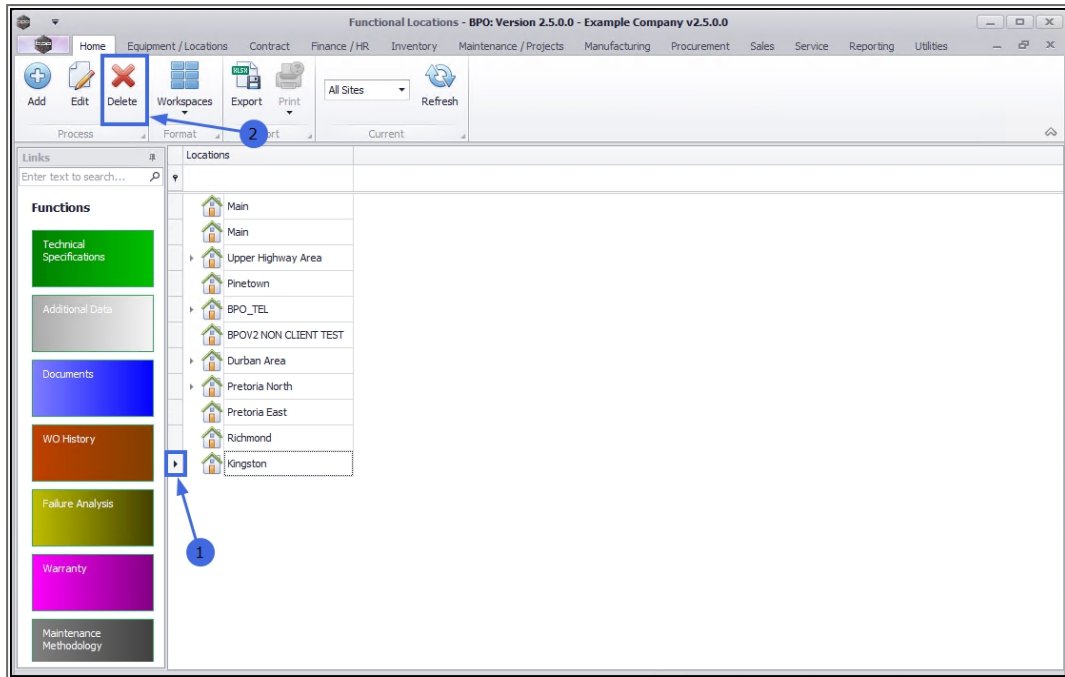 Functional Locations - BPO: Version 2.5.0.0 - Example Company v2.5.0.0
Home Equipment / Locations Contract Finance / HR Inventory Maintenance / Projects Manufacturing Procurement Sales Service Reporting Utilities
Add Edit Delete Workspaces Export Print All Sites Refresh
Process Format 2 Current
Links Locations
Enter text to search...
Functions
Technical
Specifications
Additional Data
Documents
WO History
Failure Analysis
Warranty
Maintenance
Methodology
Main
Main
Upper Highway Area
Pinetown
BPO_TEL
BPOV2 NON CLIENT TEST
Durban Area
Pretoria North
Pretoria East
Richmond
Kingston
1